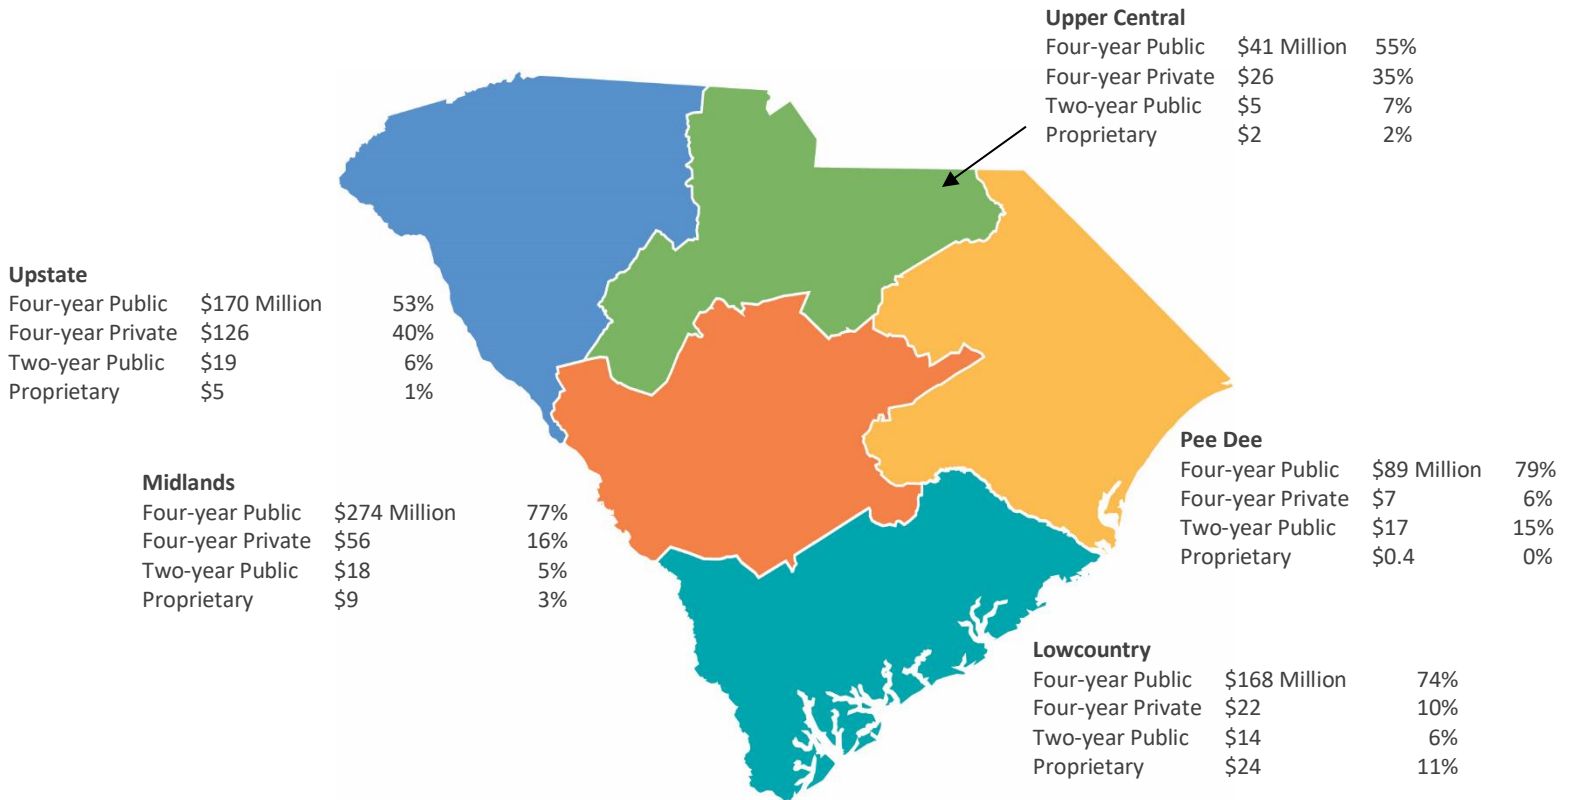 Upper Central
Four-year Public $41 Million 55%
Four-year Private $26 35%
Two-year Public $5 7%
Proprietary $2 2%
Upstate
Four-year Public $170 Million 53%
Four-year Private $126 40%
Two-year Public $19 6%
Proprietary $5 1%
Midlands
Four-year Public $274 Million 77%
Four-year Private $56 16%
Two-year Public $18 5%
Proprietary $9 3%
Pee Dee
Four-year Public $89 Million 79%
Four-year Private $7 6%
Two-year Public $17 15%
Proprietary $0.4 0%
Lowcountry
Four-year Public $168 Million 74%
Four-year Private $22 10%
Two-year Public $14 6%
Proprietary $24 11%